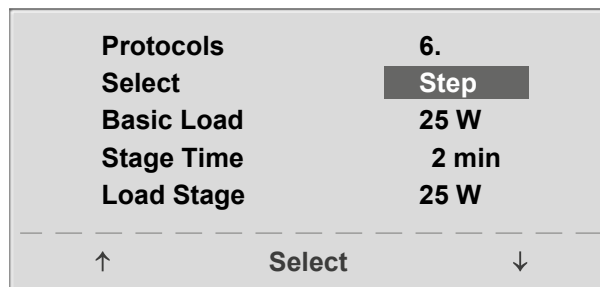 Protocols 6.
Select Step
Basic Load 25 W
Stage Time 2 min
Load Stage 25 W
↑ Select ↓